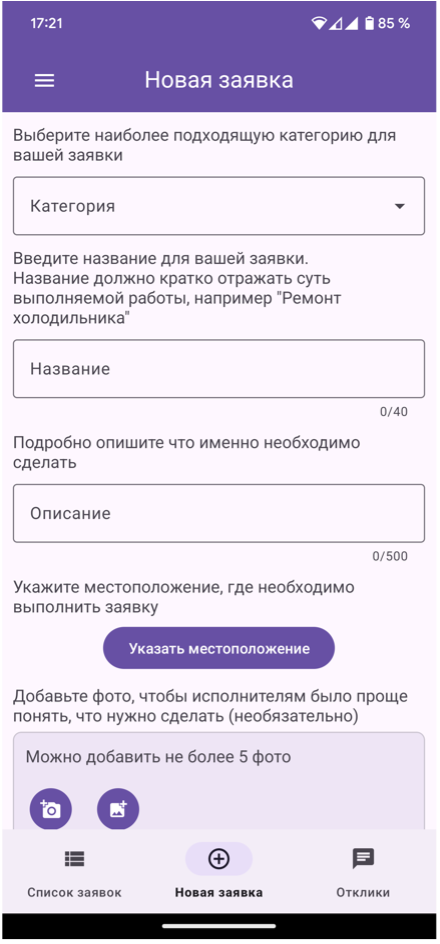 17:21
85 %
Новая заявка
Выберите наиболее подходящую категорию для
вашей заявки
Категория
Введите название для вашей заявки.
Название должно кратко отражать суть
выполняемой работы, например "Ремонт
холодильника"
Название
0/40
Подробно опишите что именно необходимо
сделать
Описание
0/500
Укажите местоположение, где необходимо
выполнить заявку
Указать местоположение
Добавьте фото, чтобы исполнителям было проще
понять, что нужно сделать (необязательно)
Можно добавить не более 5 фото
Список заявок
Новая заявка
Отклики